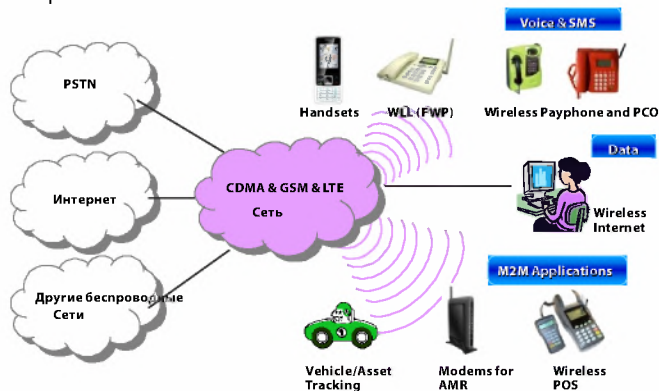 Voice & SMS
PSTN
Handsets
WLL (FWP)
Wireless Payphone and PCO
Data
CDMA & GSM & LTE
Сеть
Интернет
Wireless
Internet
M2M Applications
Другие беспроводные
Сети
Vehicle/Asset
Tracking
Modems for
AMR
Wireless
POS